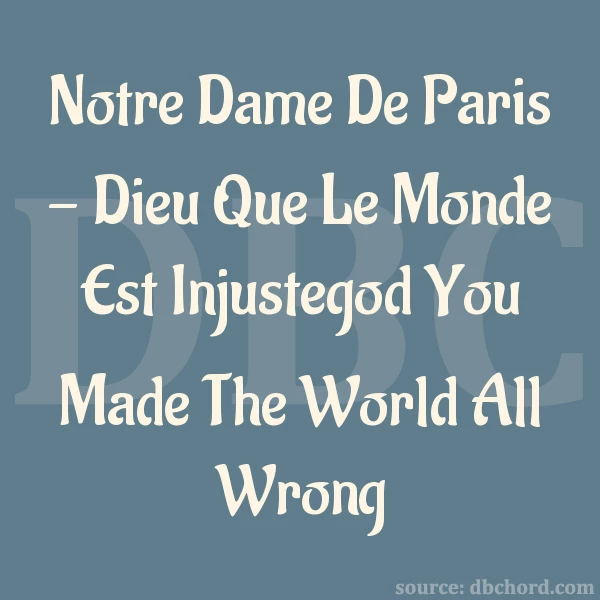 Notre Dame De Paris
– Dieu Que Le Monde
Est Injustegod You
Made The World All
Wrong
DBC
source: dbchord.com